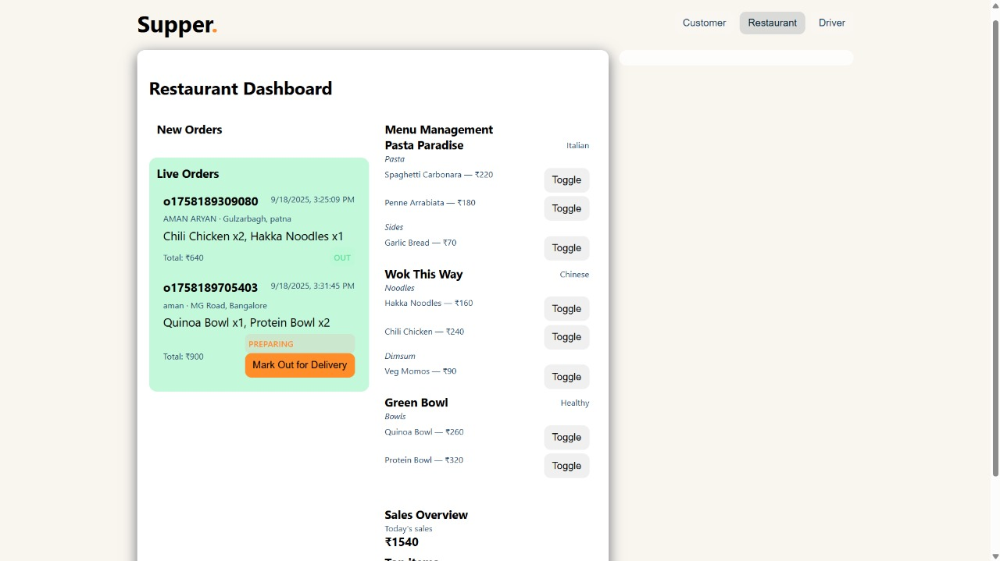 Supper.
Customer
Restaurant
Driver
Restaurant Dashboard
New Orders
Live Orders
o1758189309080
9/18/2025, 3:25:09 PM
AMAN ARYAN · Gulzarbagh, patna
Chili Chicken x2, Hakka Noodles x1
Total: ₹640
OUT
o1758189705403
9/18/2025, 3:31:45 PM
aman · MG Road, Bangalore
Quinoa Bowl x1, Protein Bowl x2
PREPARING
Total: ₹900
Mark Out for Delivery
Menu Management
Pasta Paradise
Italian
Pasta
Spaghetti Carbonara — ₹220
Toggle
Penne Arrabiata — ₹180
Toggle
Sides
Garlic Bread — ₹70
Toggle
Wok This Way
Chinese
Noodles
Hakka Noodles — ₹160
Toggle
Chili Chicken — ₹240
Toggle
Dimsum
Veg Momos — ₹90
Toggle
Green Bowl
Healthy
Bowls
Quinoa Bowl — ₹260
Toggle
Protein Bowl — ₹320
Toggle
Sales Overview
Today's sales
₹1540